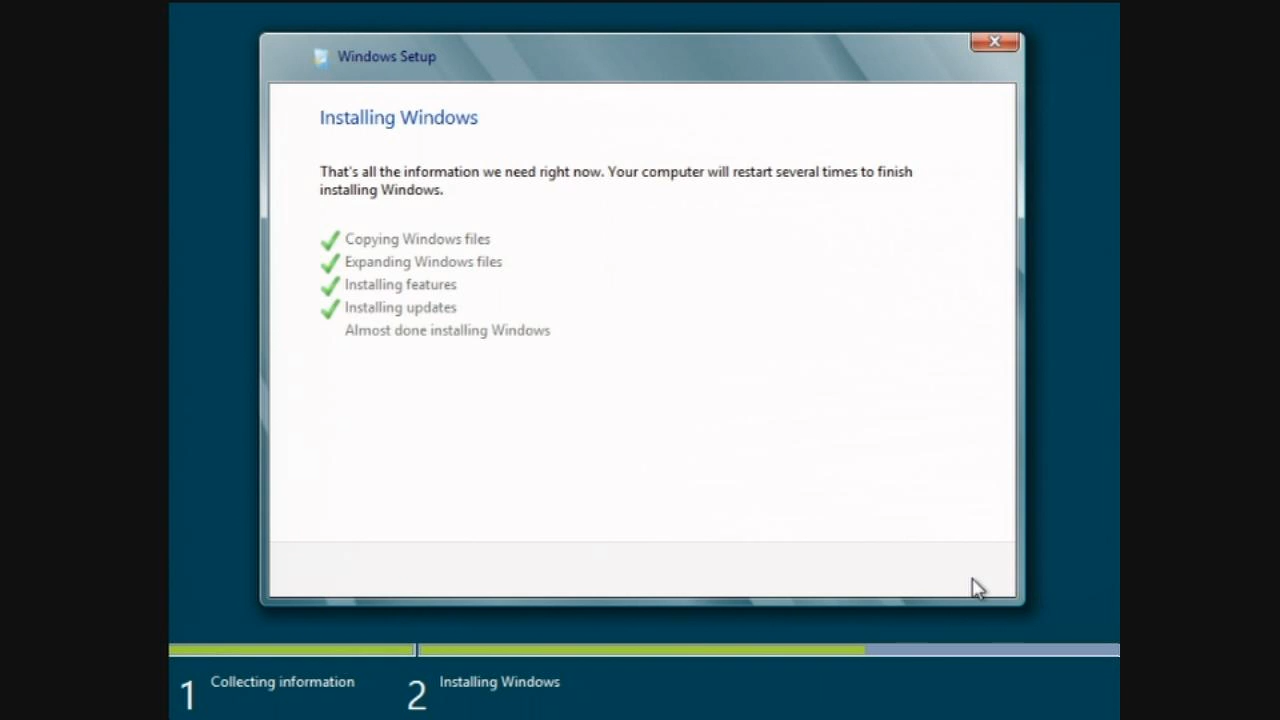 Windows Setup
Installing Windows
That's all the information we need right now. Your computer will restart several times to finish
installing Windows.
Copying Windows files
Expanding Windows files
Installing features
Installing updates
Almost done installing Windows
1 Collecting information 2 Installing Windows